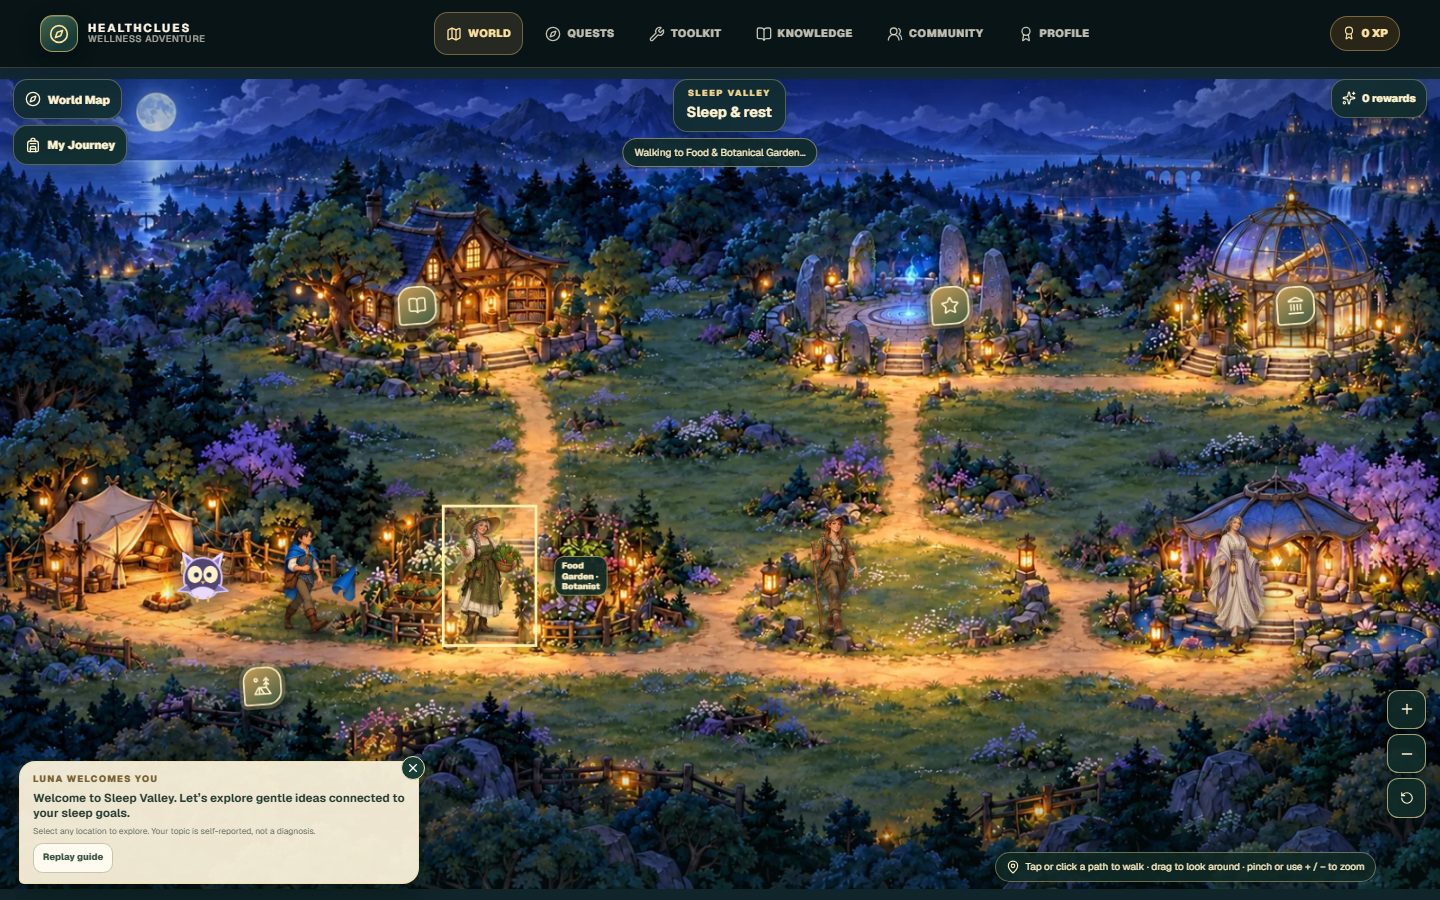 HEALTHCLUES
WELLNESS ADVENTURE
WORLD
QUESTS
TOOLKIT
KNOWLEDGE
COMMUNITY
PROFILE
0 XP
World Map
My Journey
SLEEP VALLEY
Sleep & rest
Walking to Food & Botanical Garden...
0 rewards
Food
Garden ·
Botanist
LUNA WELCOMES YOU
Welcome to Sleep Valley. Let's explore gentle ideas connected to
your sleep goals.
Select any location to explore. Your topic is self-reported, not a diagnosis.
Replay guide
Tap or click a path to walk · drag to look around · pinch or use + / − to zoom